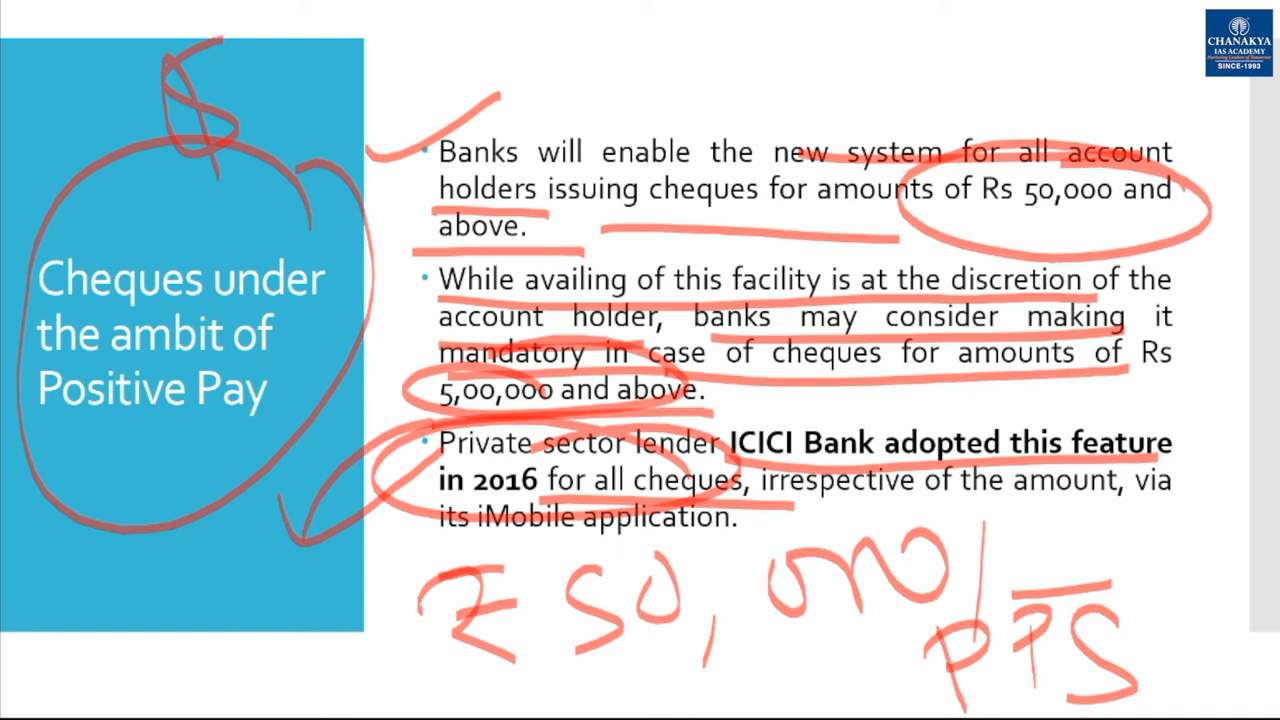 CHANAKYA
IAS ACADEMY
Nurturing Leaders of Tomorrow
SINCE-1993
Cheques under
the ambit of
Positive Pay
• Banks will enable the new system for all account
holders issuing cheques for amounts of Rs 50,000 and
above.
• While availing of this facility is at the discretion of the
account holder, banks may consider making it
mandatory in case of cheques for amounts of Rs
5,00,000 and above.
• Private sector lender ICICI Bank adopted this feature
in 2016 for all cheques, irrespective of the amount, via
its iMobile application.
₹ 50,000/
PPS